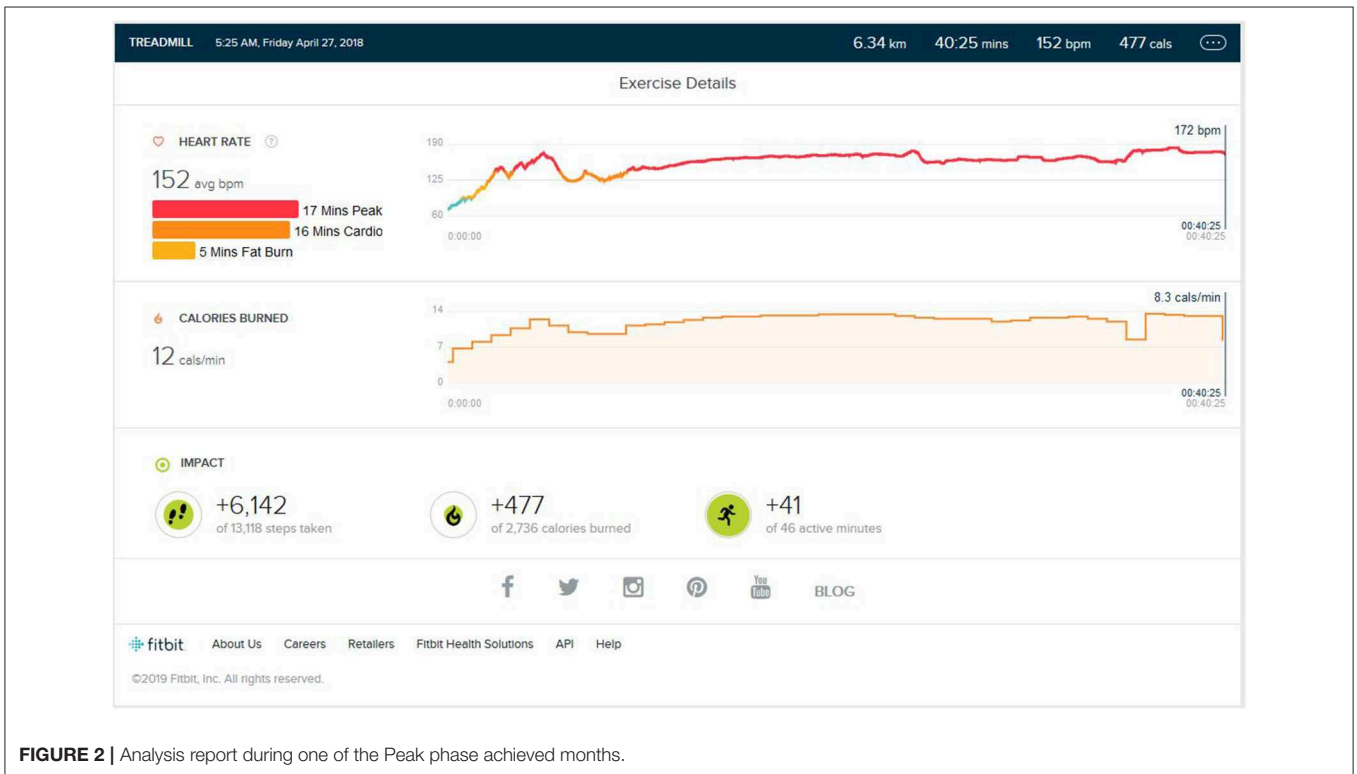 TREADMILL 5:25 AM, Friday April 27, 2018 6.34 km 40:25 mins 152 bpm 477 cals
Exercise Details
HEART RATE ?
152 avg bpm
17 Mins Peak
16 Mins Cardio
5 Mins Fat Burn
172 bpm
190
125
60
00:40:25
0:00:00 00:40:25
CALORIES BURNED
12 cals/min
8.3 cals/min
14
7
0
00:40:25
0:00:00 00:40:25
IMPACT
+6,142
of 13,118 steps taken
+477
of 2,736 calories burned
+41
of 46 active minutes
You Tube BLOG
fitbit About Us Careers Retailers Fitbit Health Solutions API Help
©2019 Fitbit, Inc. All rights reserved.
FIGURE 2 | Analysis report during one of the Peak phase achieved months.